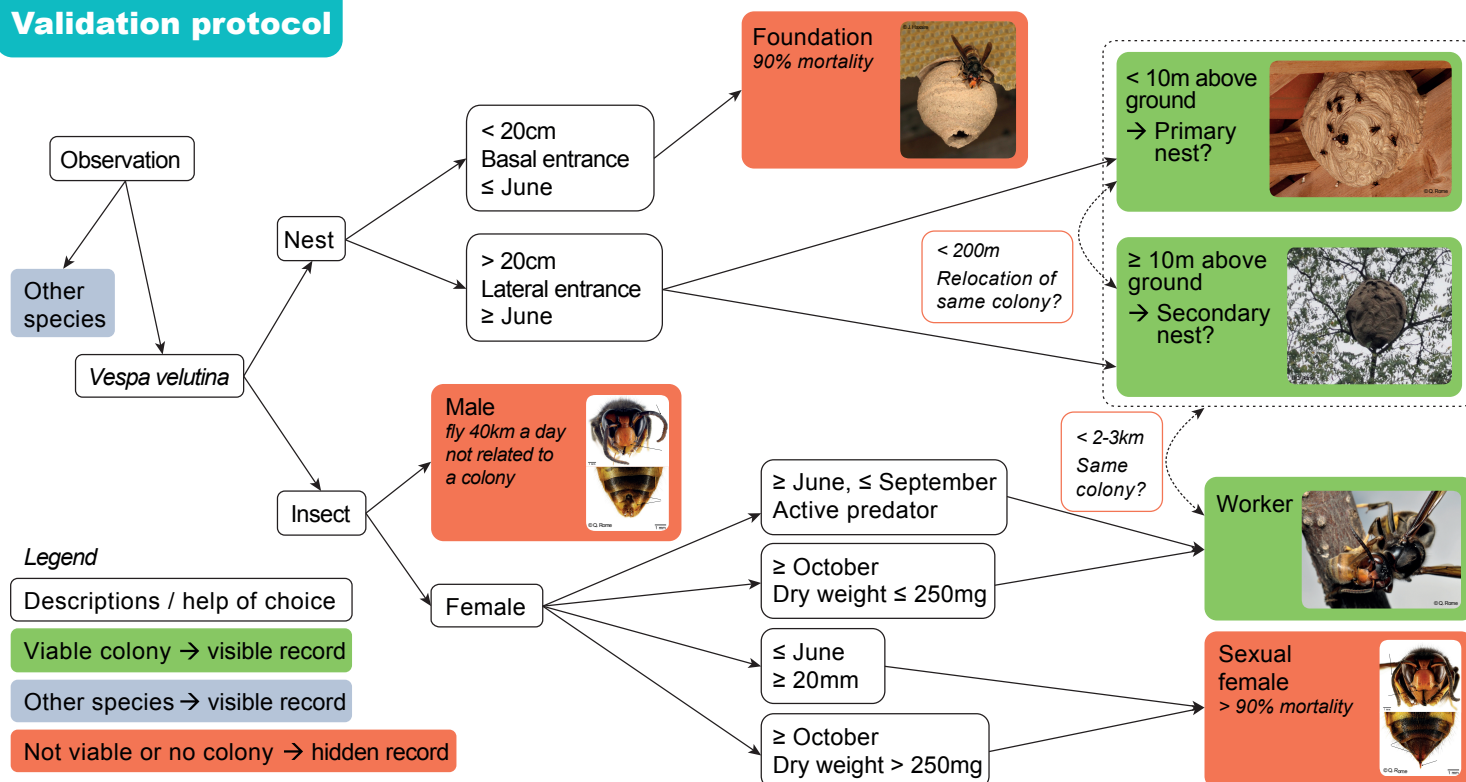 Validation protocol
Observation
Other
species
Vespa velutina
Nest
Insect
< 20cm
Basal entrance
≤ June
> 20cm
Lateral entrance
≥ June
Foundation
90% mortality
< 10m above
ground
→ Primary
nest?
© Q. Rome
< 200m
Relocation of
same colony?
≥ 10m above
ground
→ Secondary
nest?
Male
fly 40km a day
not related to
a colony
© Q. Rome
1 mm
Female
≥ June, ≤ September
Active predator
≥ October
Dry weight ≤ 250mg
≤ June
≥ 20mm
≥ October
Dry weight > 250mg
< 2-3km
Same
colony?
Worker
© Q. Rome
Sexual
female
> 90% mortality
© Q. Rome
1 mm
Legend
Descriptions / help of choice
Viable colony → visible record
Other species → visible record
Not viable or no colony → hidden record